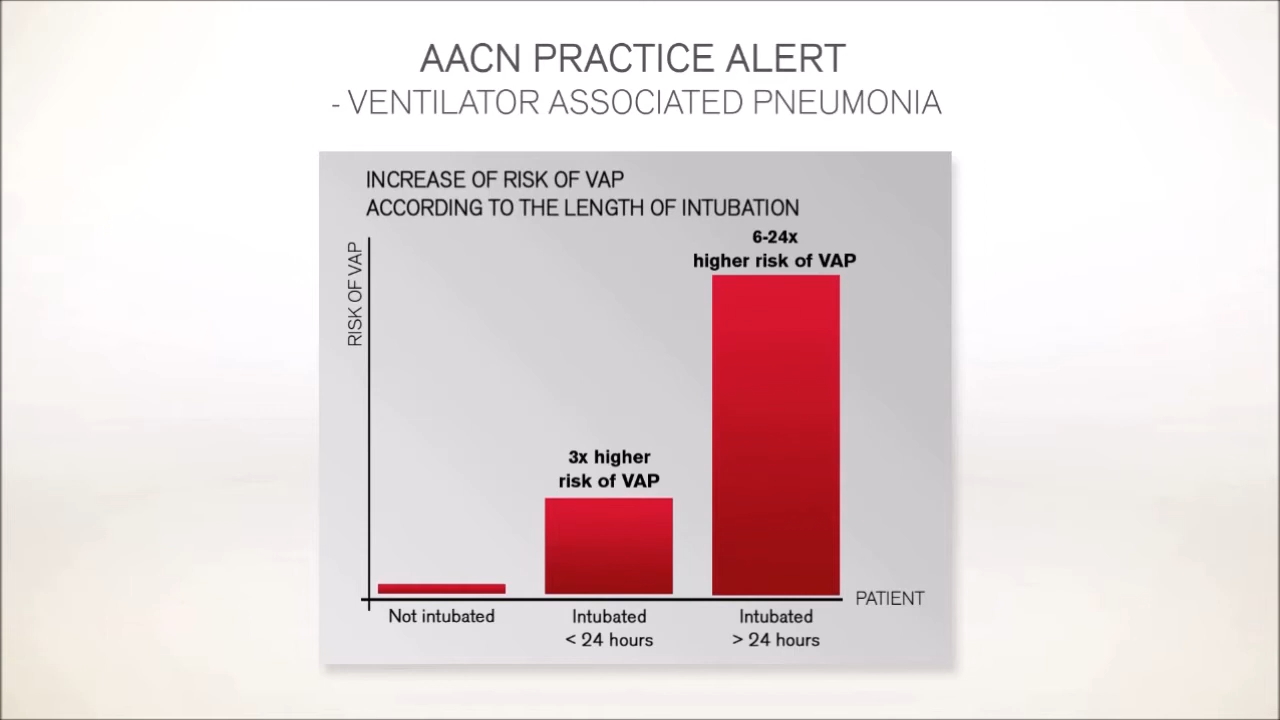 AACN PRACTICE ALERT
- VENTILATOR ASSOCIATED PNEUMONIA
INCREASE OF RISK OF VAP
ACCORDING TO THE LENGTH OF INTUBATION
RISK OF VAP
6-24x
higher risk of VAP
3x higher
risk of VAP
Not intubated
Intubated
< 24 hours
Intubated
> 24 hours
PATIENT